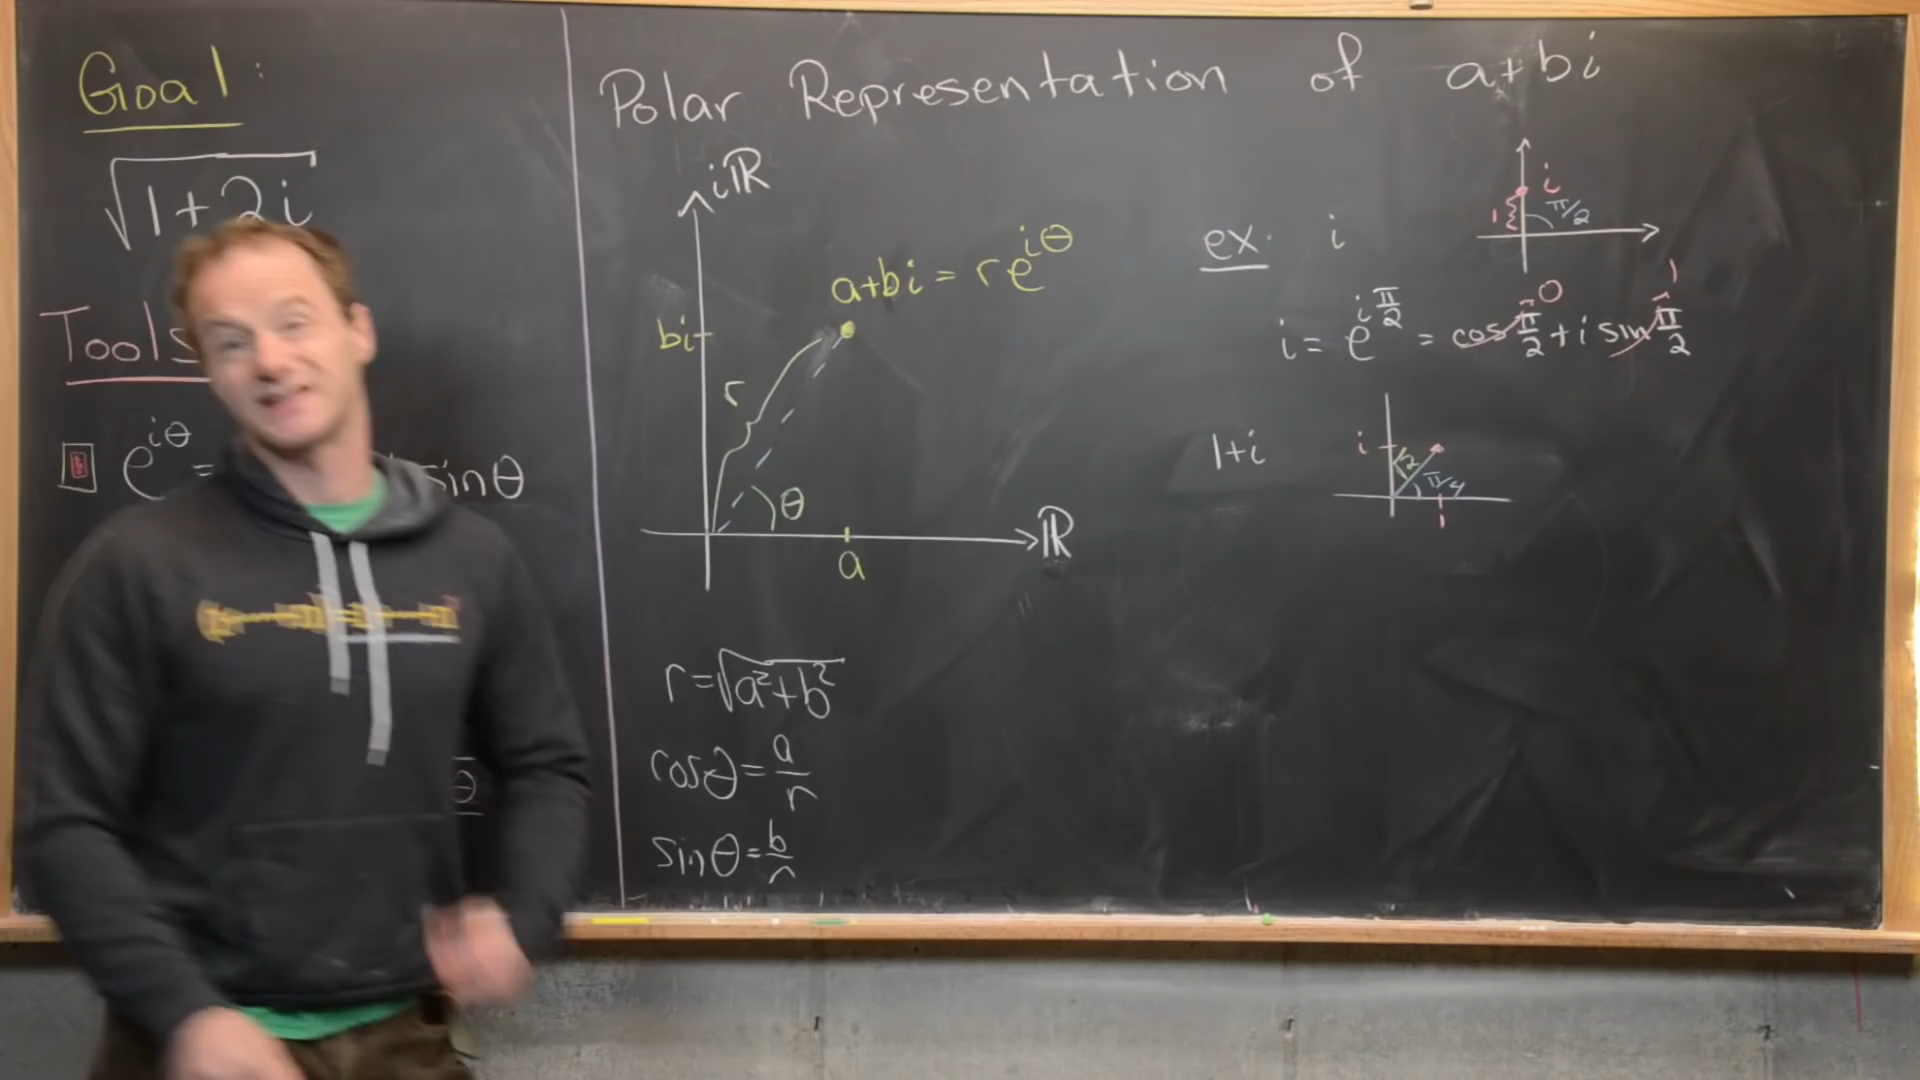 Goal:
√1+2i
Tools
e^{iθ} = sinθ
θ
Polar Representation of a+bi
iℝ
a+bi = re^{iθ}
bi
r
θ
a
ℝ
r=√a²+b²
cosθ=a/r
sinθ=b/r
ex. i
i
1
π/2
i = e^{iπ/2} = cos π/2 + i sin π/2
0
1
1+i
i
√2
π/4
1